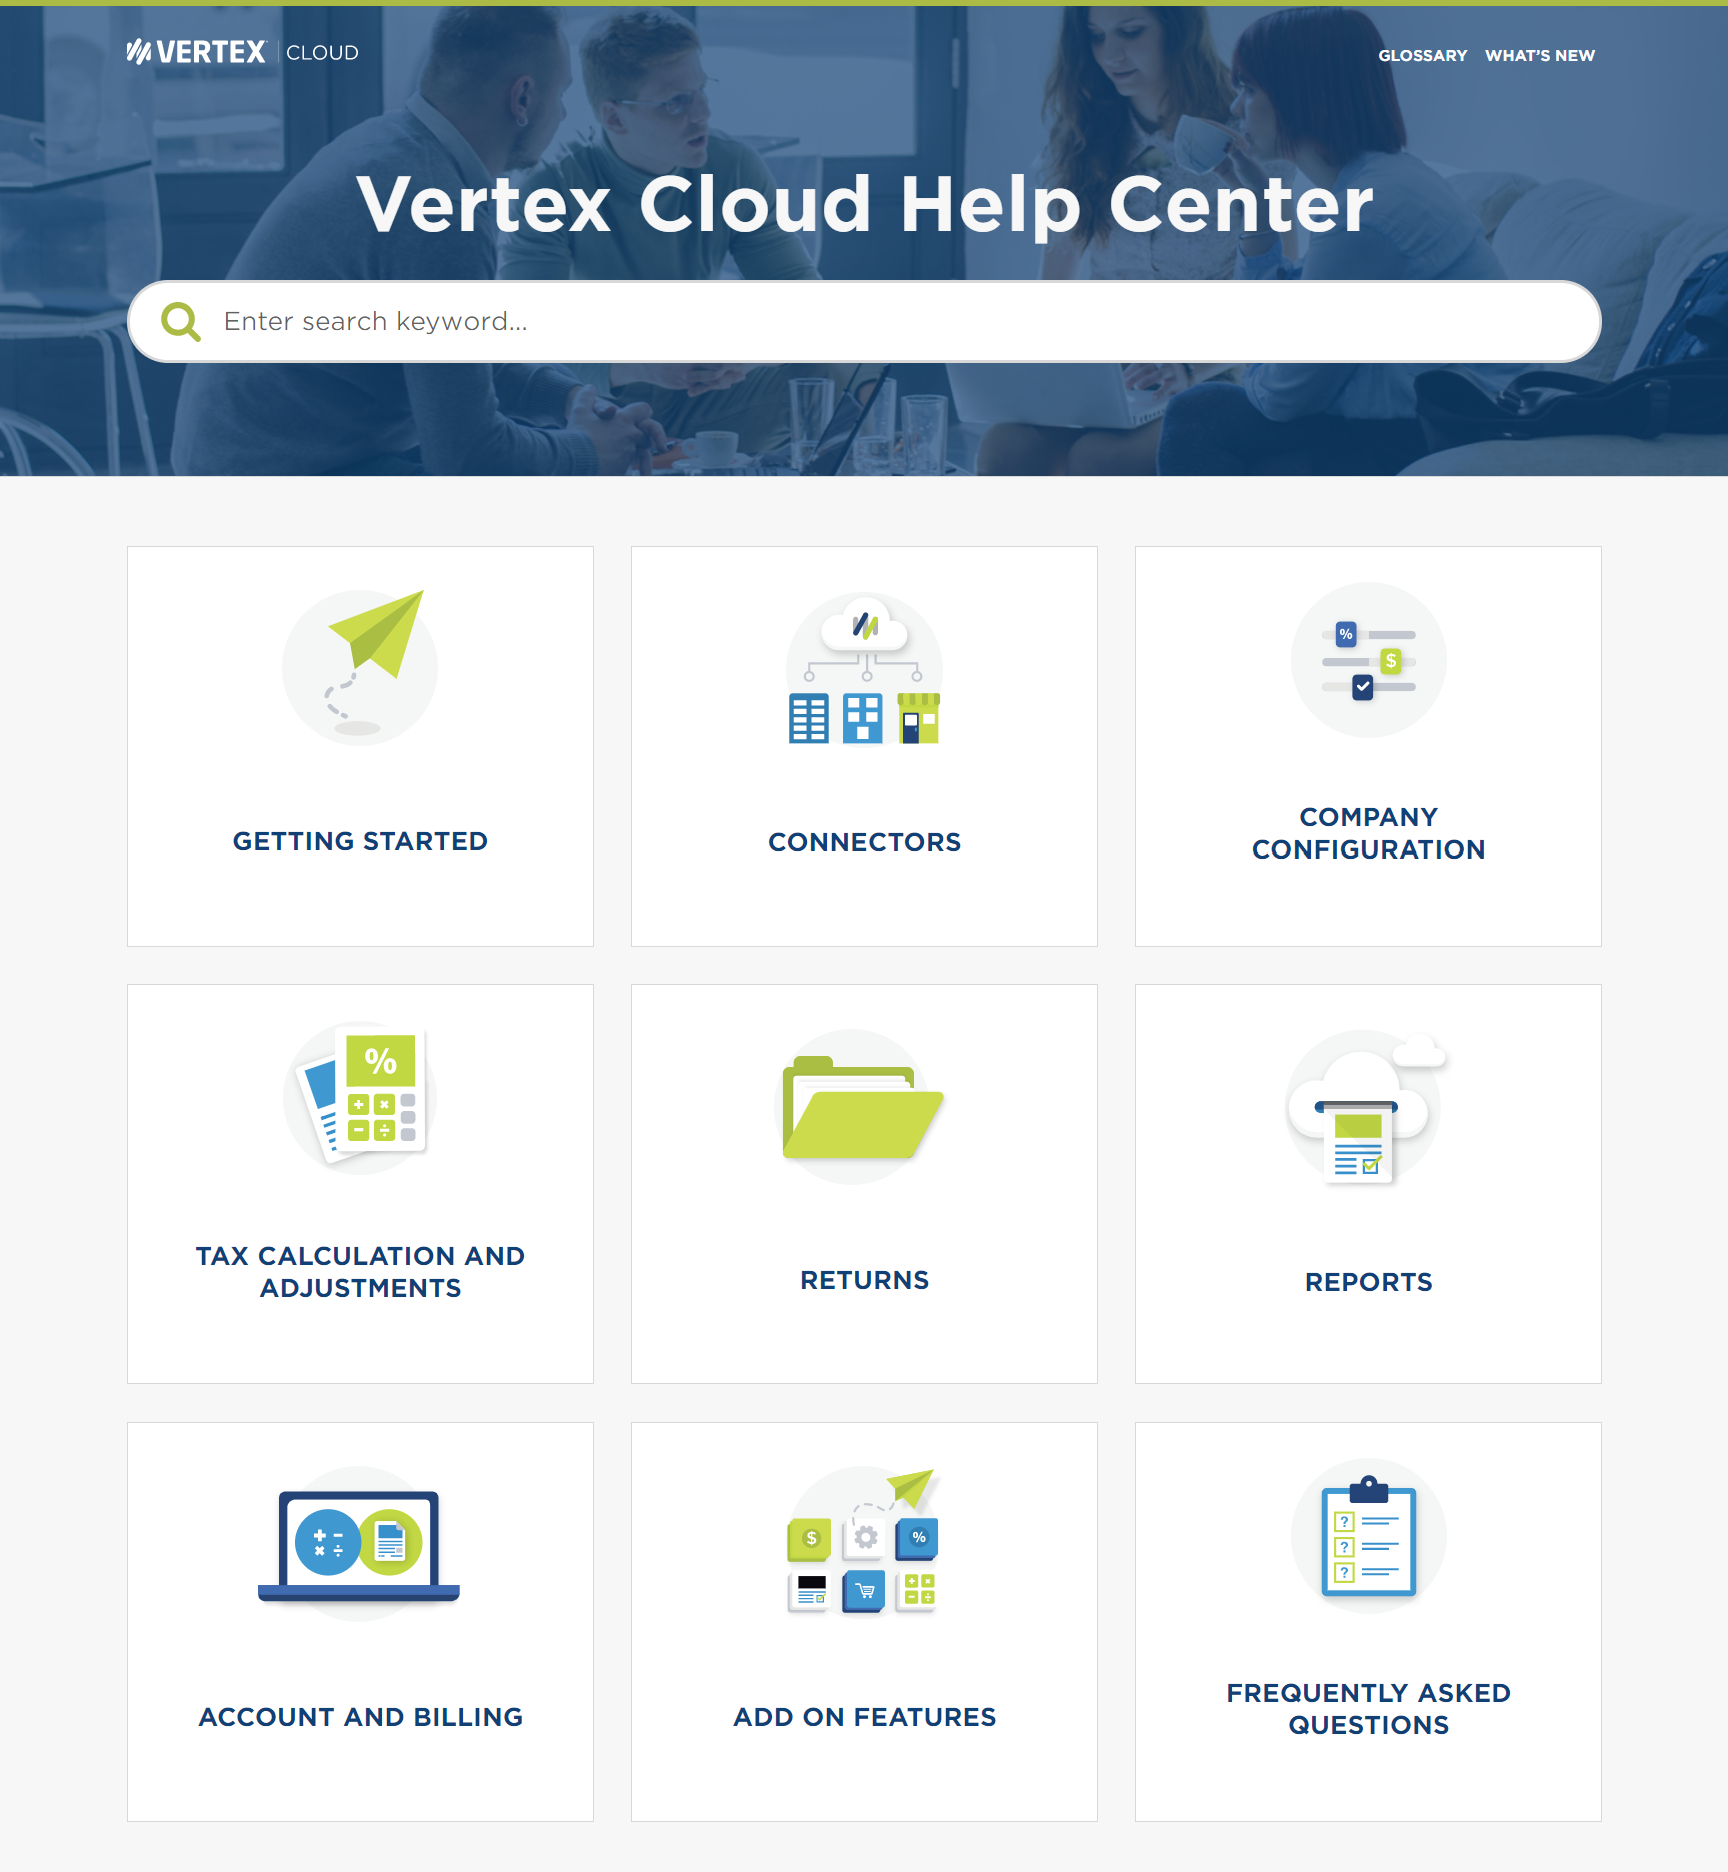 VERTEX CLOUD
GLOSSARY WHAT'S NEW
Vertex Cloud Help Center
Enter search keyword...
%
$
GETTING STARTED
CONNECTORS
COMPANY
CONFIGURATION
%
TAX CALCULATION AND
ADJUSTMENTS
RETURNS
REPORTS
$
%
?
?
?
ACCOUNT AND BILLING
ADD ON FEATURES
FREQUENTLY ASKED
QUESTIONS